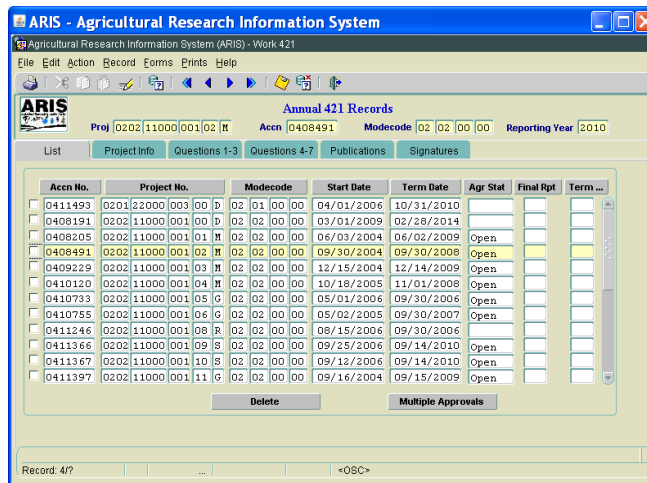 ARIS - Agricultural Research Information System
Agricultural Research Information System (ARIS) - Work 421
File Edit Action Record Forms Prints Help
ARIS
Annual 421 Records
Proj 0202 11000 001 02 M Accn 0408491 Modecode 02 02 00 00 Reporting Year 2010
List Project Info Questions 1-3 Questions 4-7 Publications Signatures
Accn No. Project No. Modecode Start Date Term Date Agr Stat Final Rpt Term ...
0411493 0201 22000 003 00 D 02 01 00 00 04/01/2006 10/31/2010
0408191 0202 11000 001 00 D 02 02 00 00 03/01/2009 02/28/2014
0408205 0202 11000 001 01 M 02 02 00 00 06/03/2004 06/02/2009 Open
0408491 0202 11000 001 02 M 02 02 00 00 09/30/2004 09/30/2008 Open
0409229 0202 11000 001 03 M 02 02 00 00 12/15/2004 12/14/2009 Open
0410120 0202 11000 001 04 M 02 02 00 00 10/18/2005 11/01/2008 Open
0410733 0202 11000 001 05 G 02 02 00 00 05/01/2006 09/30/2006 Open
0410755 0202 11000 001 06 G 02 02 00 00 05/02/2005 09/30/2007 Open
0411246 0202 11000 001 08 R 02 02 00 00 08/15/2006 09/30/2006
0411366 0202 11000 001 09 S 02 02 00 00 09/25/2006 09/14/2010 Open
0411367 0202 11000 001 10 S 02 02 00 00 09/12/2006 09/14/2010 Open
0411397 0202 11000 001 11 G 02 02 00 00 09/16/2004 09/15/2009 Open
Delete Multiple Approvals
Record: 4/? ... <OSC>